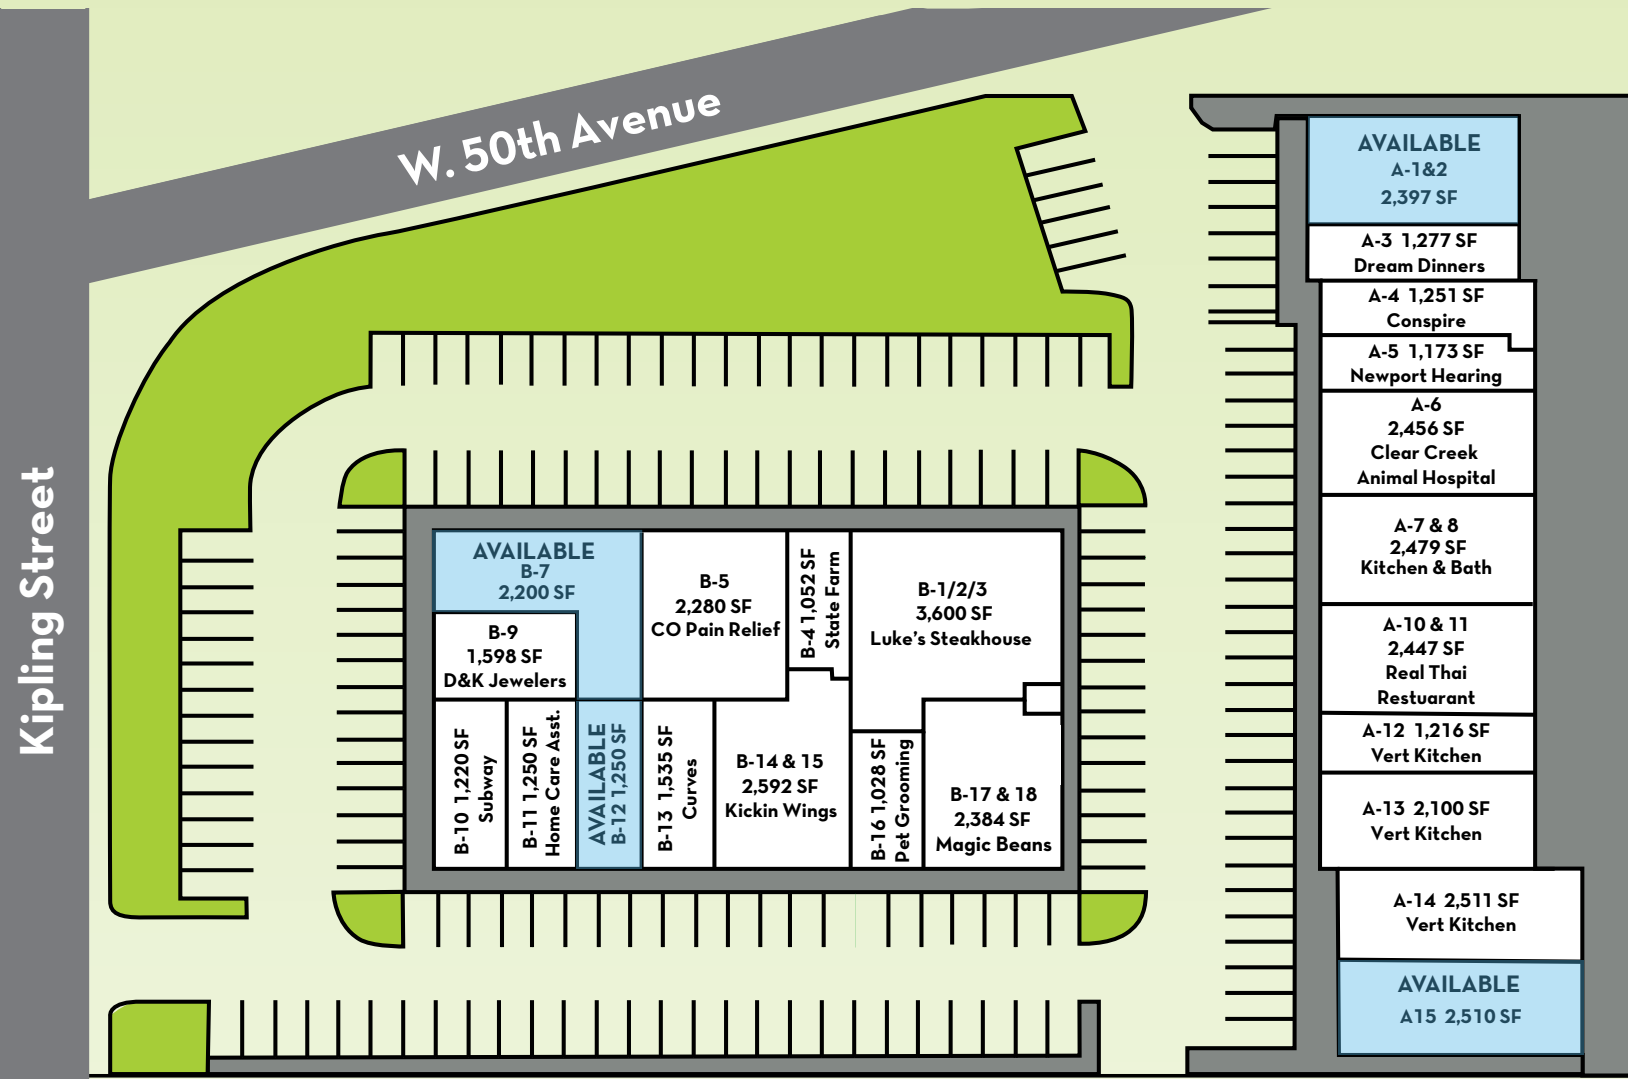 W. 50th Avenue
Kipling Street
AVAILABLE
B-7
2,200 SF
B-9
1,598 SF
D&K Jewelers
B-5
2,280 SF
CO Pain Relief
B-4 1,052 SF
State Farm
B-1/2/3
3,600 SF
Luke's Steakhouse
B-10 1,220 SF
Subway
B-11 1,250 SF
Home Care Asst.
AVAILABLE
B-12 1,250 SF
B-13 1,535 SF
Curves
B-14 & 15
2,592 SF
Kickin Wings
B-16 1,028 SF
Pet Grooming
B-17 & 18
2,384 SF
Magic Beans
AVAILABLE
A-1&2
2,397 SF
A-3 1,277 SF
Dream Dinners
A-4 1,251 SF
Conspire
A-5 1,173 SF
Newport Hearing
A-6
2,456 SF
Clear Creek
Animal Hospital
A-7 & 8
2,479 SF
Kitchen & Bath
A-10 & 11
2,447 SF
Real Thai
Restuarant
A-12 1,216 SF
Vert Kitchen
A-13 2,100 SF
Vert Kitchen
A-14 2,511 SF
Vert Kitchen
AVAILABLE
A15 2,510 SF